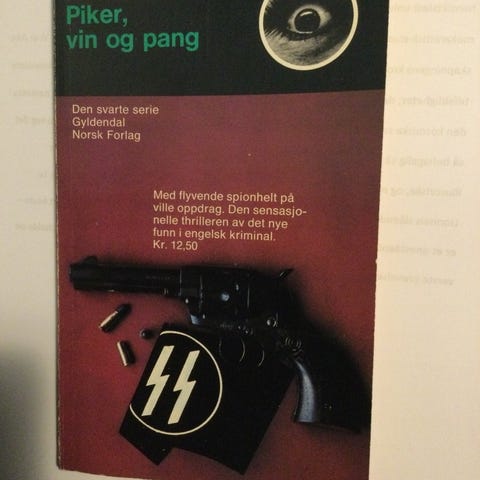 Piker,
vin og pang
Den svarte serie
Gyldendal
Norsk Forlag
Med flyvende spionhelt på
ville oppdrag. Den sensasjo-
nelle thrilleren av det nye
funn i engelsk kriminal.
Kr. 12,50